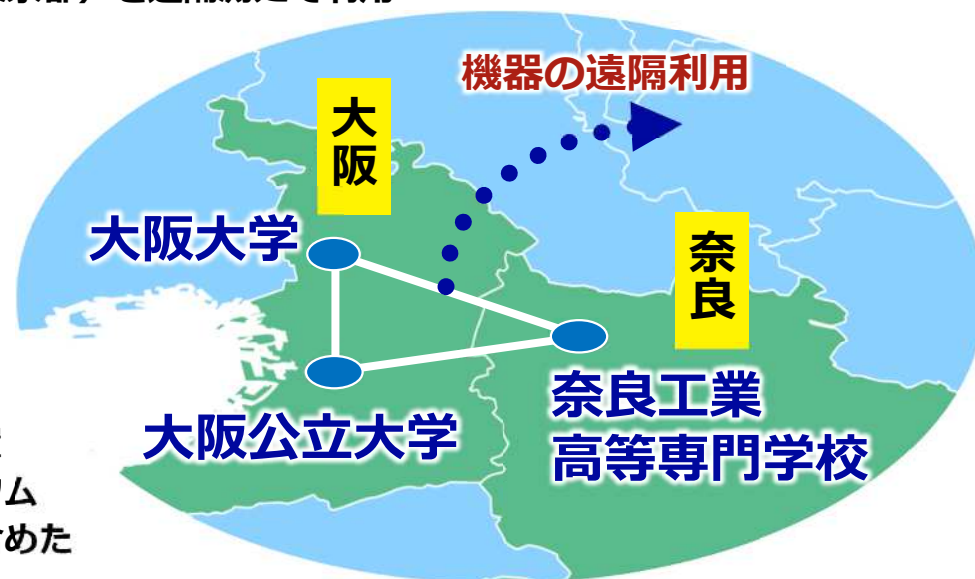 機器の遠隔利用
大阪
大阪大学
奈良
奈良工業
高等専門学校
大阪公立大学